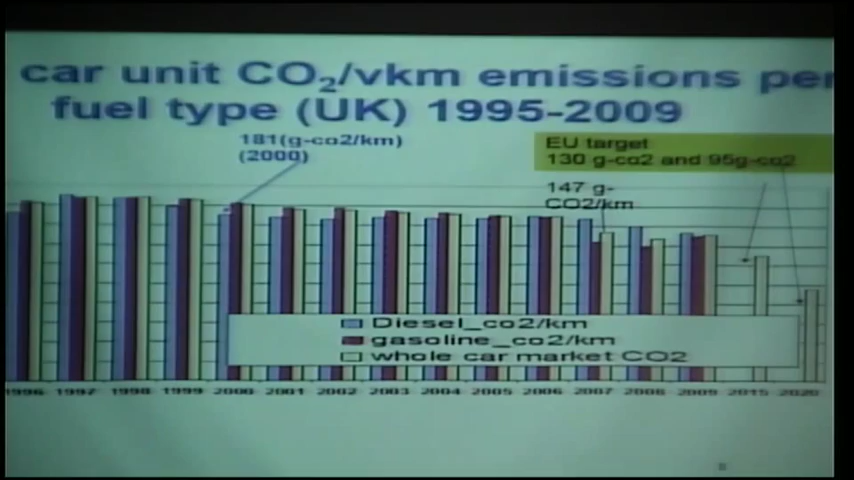 car unit CO2/vkm emissions per
fuel type (UK) 1995-2009
181(g-co2/km)
(2000)
EU target
130 g-co2 and 95g-co2
147 g-
CO2/km
Diesel_co2/km
gasoline_co2/km
whole car market CO2
1996 1997 1998 1999 2000 2001 2002 2003 2004 2005 2006 2007 2008 2009 2015 2020